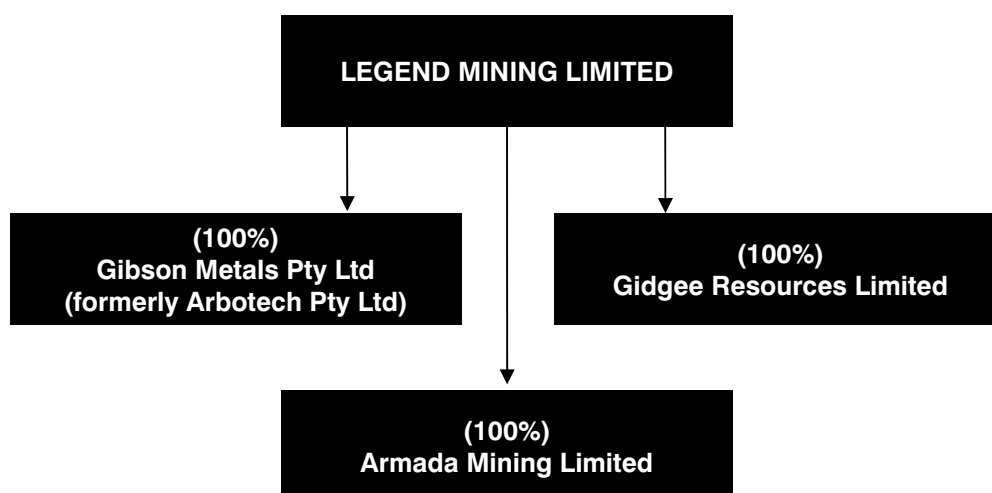 LEGEND MINING LIMITED
(100%)
Gibson Metals Pty Ltd
(formerly Arbotech Pty Ltd)
(100%)
Gidgee Resources Limited
(100%)
Armada Mining Limited